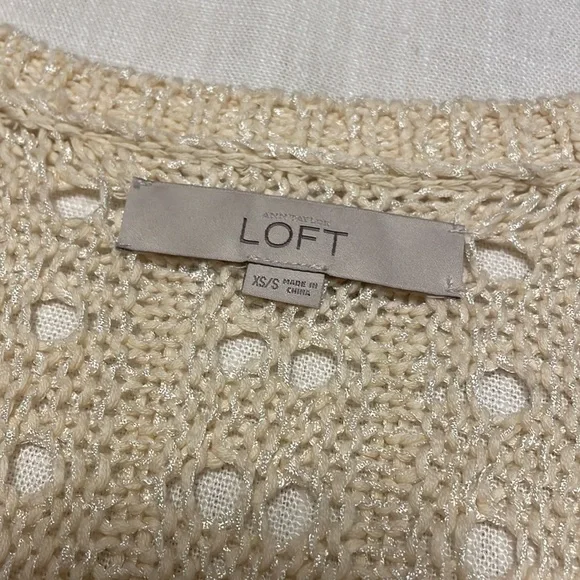 ANN TAYLOR
LOFT
XS/S MADE IN
CHINA